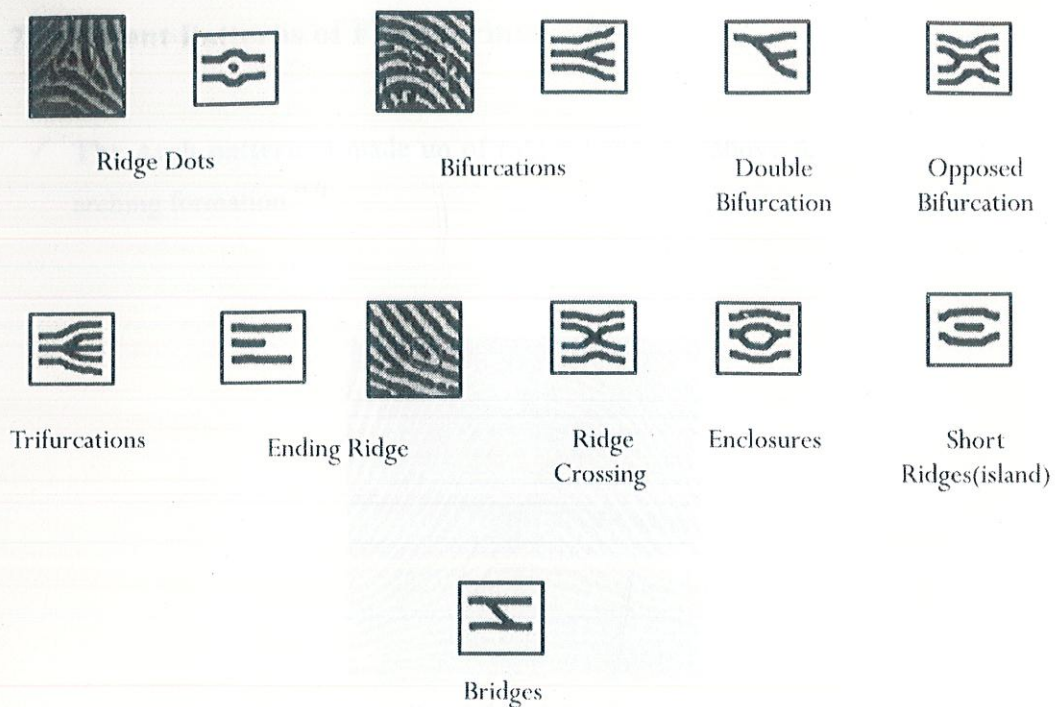 Ridge Dots
Bifurcations
Double
Bifurcation
Opposed
Bifurcation
Trifurcations
Ending Ridge
Ridge
Crossing
Enclosures
Short
Ridges(island)
Bridges